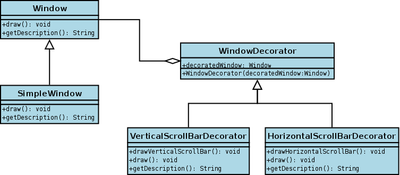 Window
+draw(): void
+getDescription(): String
WindowDecorator
+decoratedWindow: Window
+WindowDecorator(decoratedWindow:Window)
SimpleWindow
+draw(): void
+getDescription(): String
VerticalScrollBarDecorator
+drawVerticalScrollBar(): void
+draw(): void
+getDescription(): String
HorizontalScrollBarDecorator
+drawHorizontalScrollBar(): void
+draw(): void
+getDescription(): String